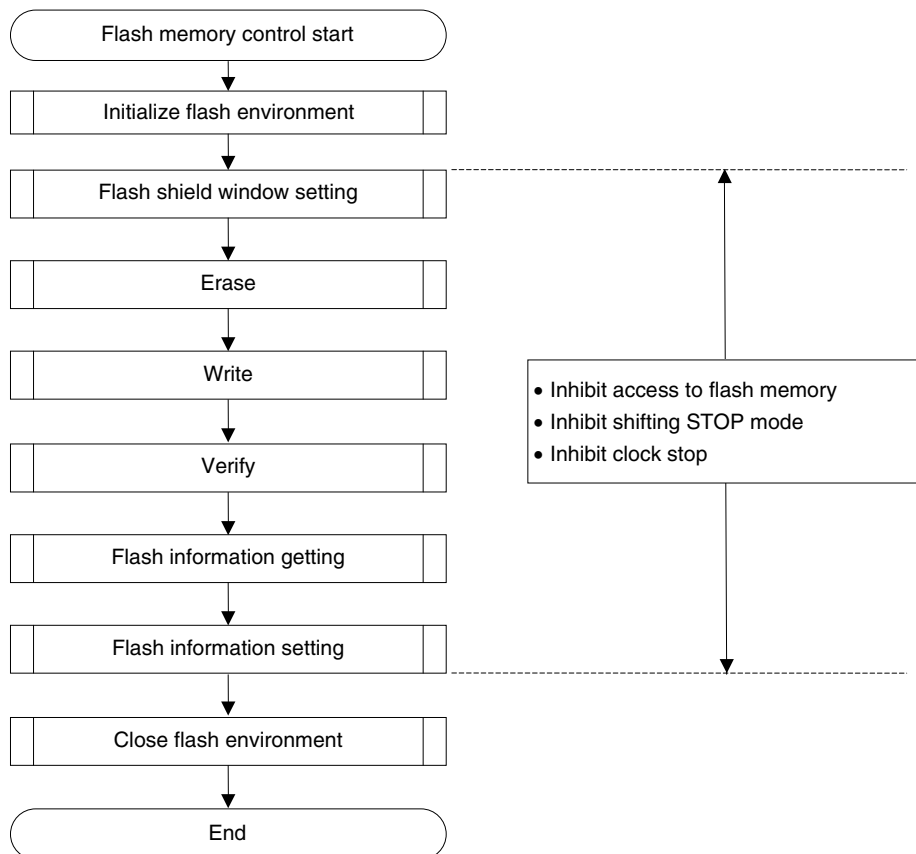 Flash memory control start
Initialize flash environment
Flash shield window setting
Erase
Write
Verify
Flash information getting
Flash information setting
Close flash environment
End
• Inhibit access to flash memory
• Inhibit shifting STOP mode
• Inhibit clock stop